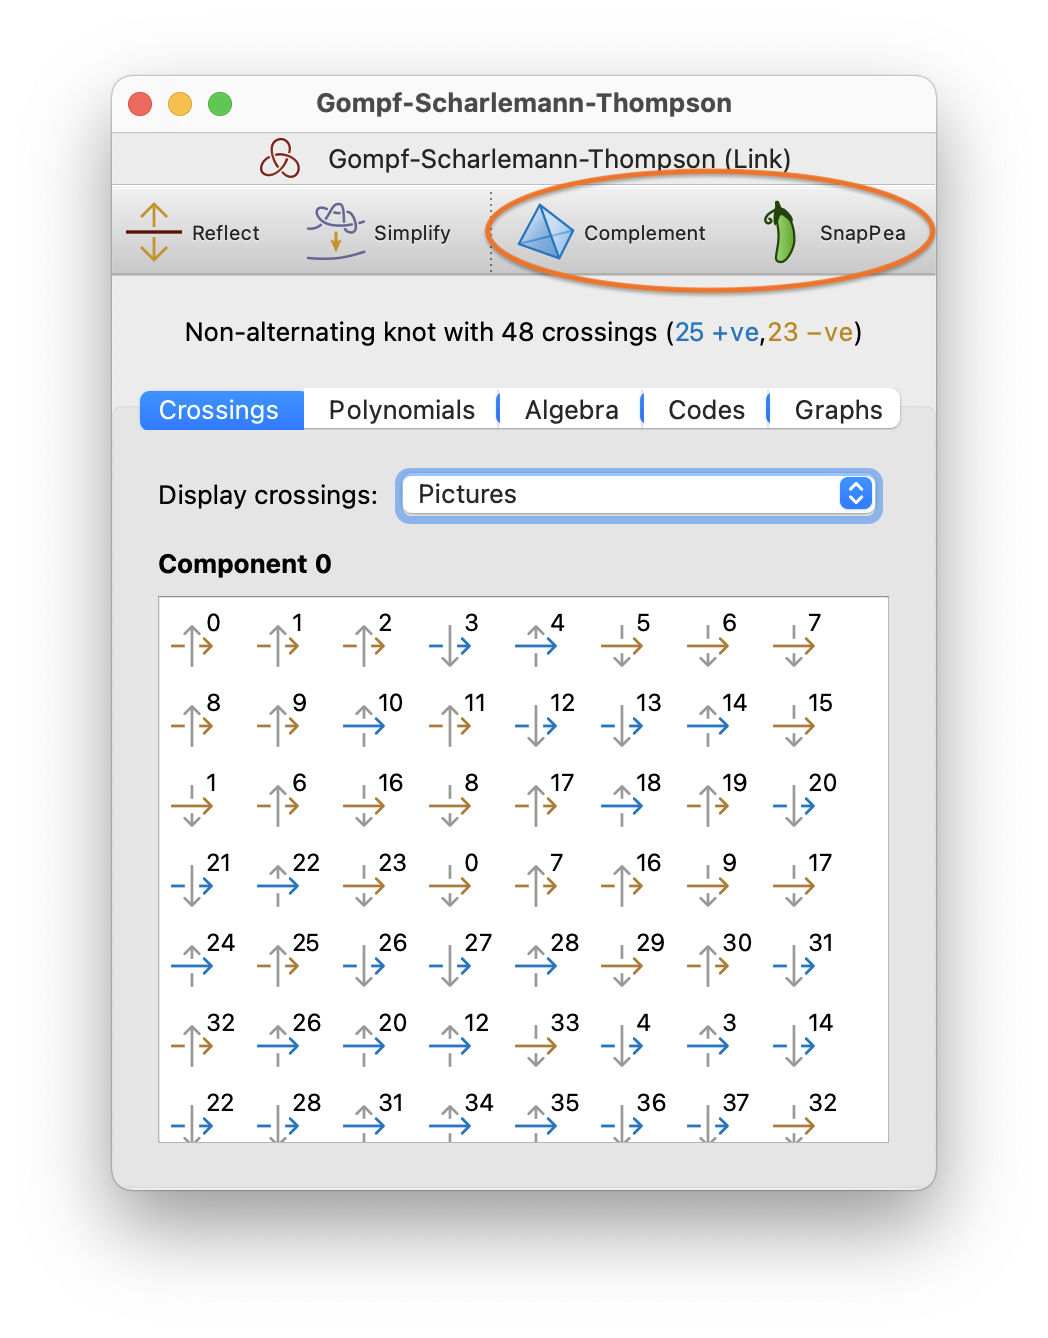 Gompf-Scharlemann-Thompson
Gompf-Scharlemann-Thompson (Link)
Reflect Simplify Complement SnapPea
Non-alternating knot with 48 crossings (25 +ve,23 −ve)
Crossings Polynomials Algebra Codes Graphs
Display crossings: Pictures
Component 0
0 1 2 3 4 5 6 7
8 9 10 11 12 13 14 15
1 6 16 8 17 18 19 20
21 22 23 0 7 16 9 17
24 25 26 27 28 29 30 31
32 26 20 12 33 4 3 14
22 28 31 34 35 36 37 32